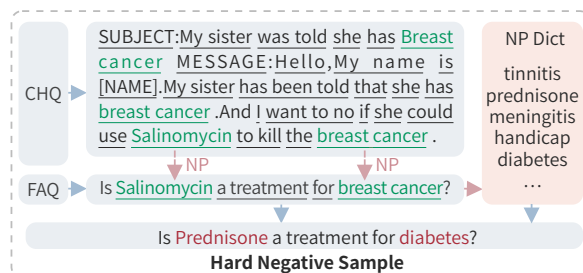 CHQ
SUBJECT:My sister was told she has Breast
cancer MESSAGE:Hello,My name is
[NAME].My sister has been told that she has
breast cancer .And I want to no if she could
use Salinomycin to kill the breast cancer .
NP Dict
tinnitis
prednisone
meningitis
handicap
diabetes
...
NP
NP
FAQ
Is Salinomycin a treatment for breast cancer?
Is Prednisone a treatment for diabetes?
Hard Negative Sample